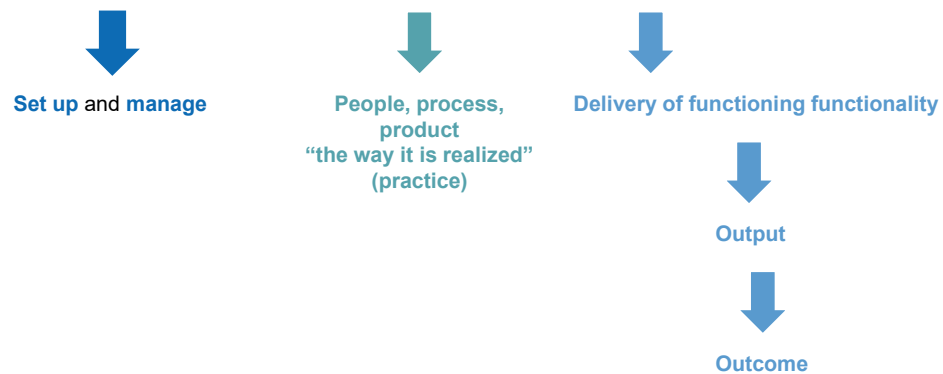 Set up and manage
People, process,
product
“the way it is realized”
(practice)
Delivery of functioning functionality
Output
Outcome